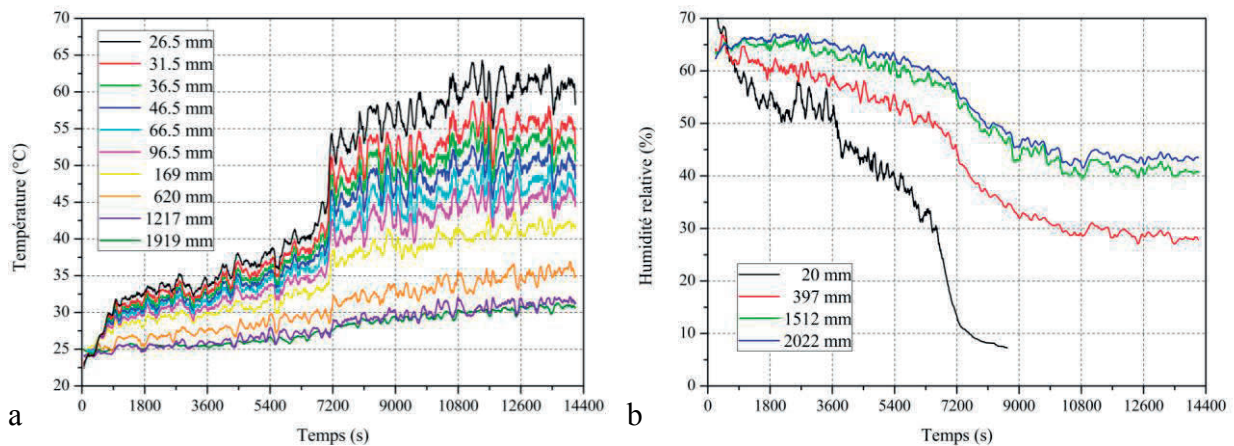 70
65
60
55
50
45
40
35
30
25
20
Température (°C)
26.5 mm
31.5 mm
36.5 mm
46.5 mm
66.5 mm
96.5 mm
169 mm
620 mm
1217 mm
1919 mm
0 1800 3600 5400 7200 9000 10800 12600 14400
Temps (s)
a
70
60
50
40
30
20
10
0
Humidité relative (%)
20 mm
397 mm
1512 mm
2022 mm
0 1800 3600 5400 7200 9000 10800 12600 14400
Temps (s)
b